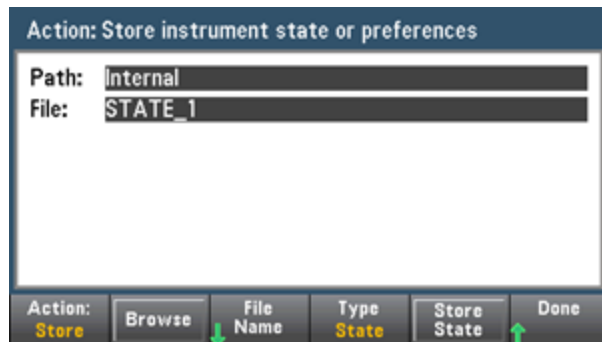 Action: Store instrument state or preferences
Path: Internal
File: STATE_1
Action: Store
Browse
File Name
Type State
Store State
Done